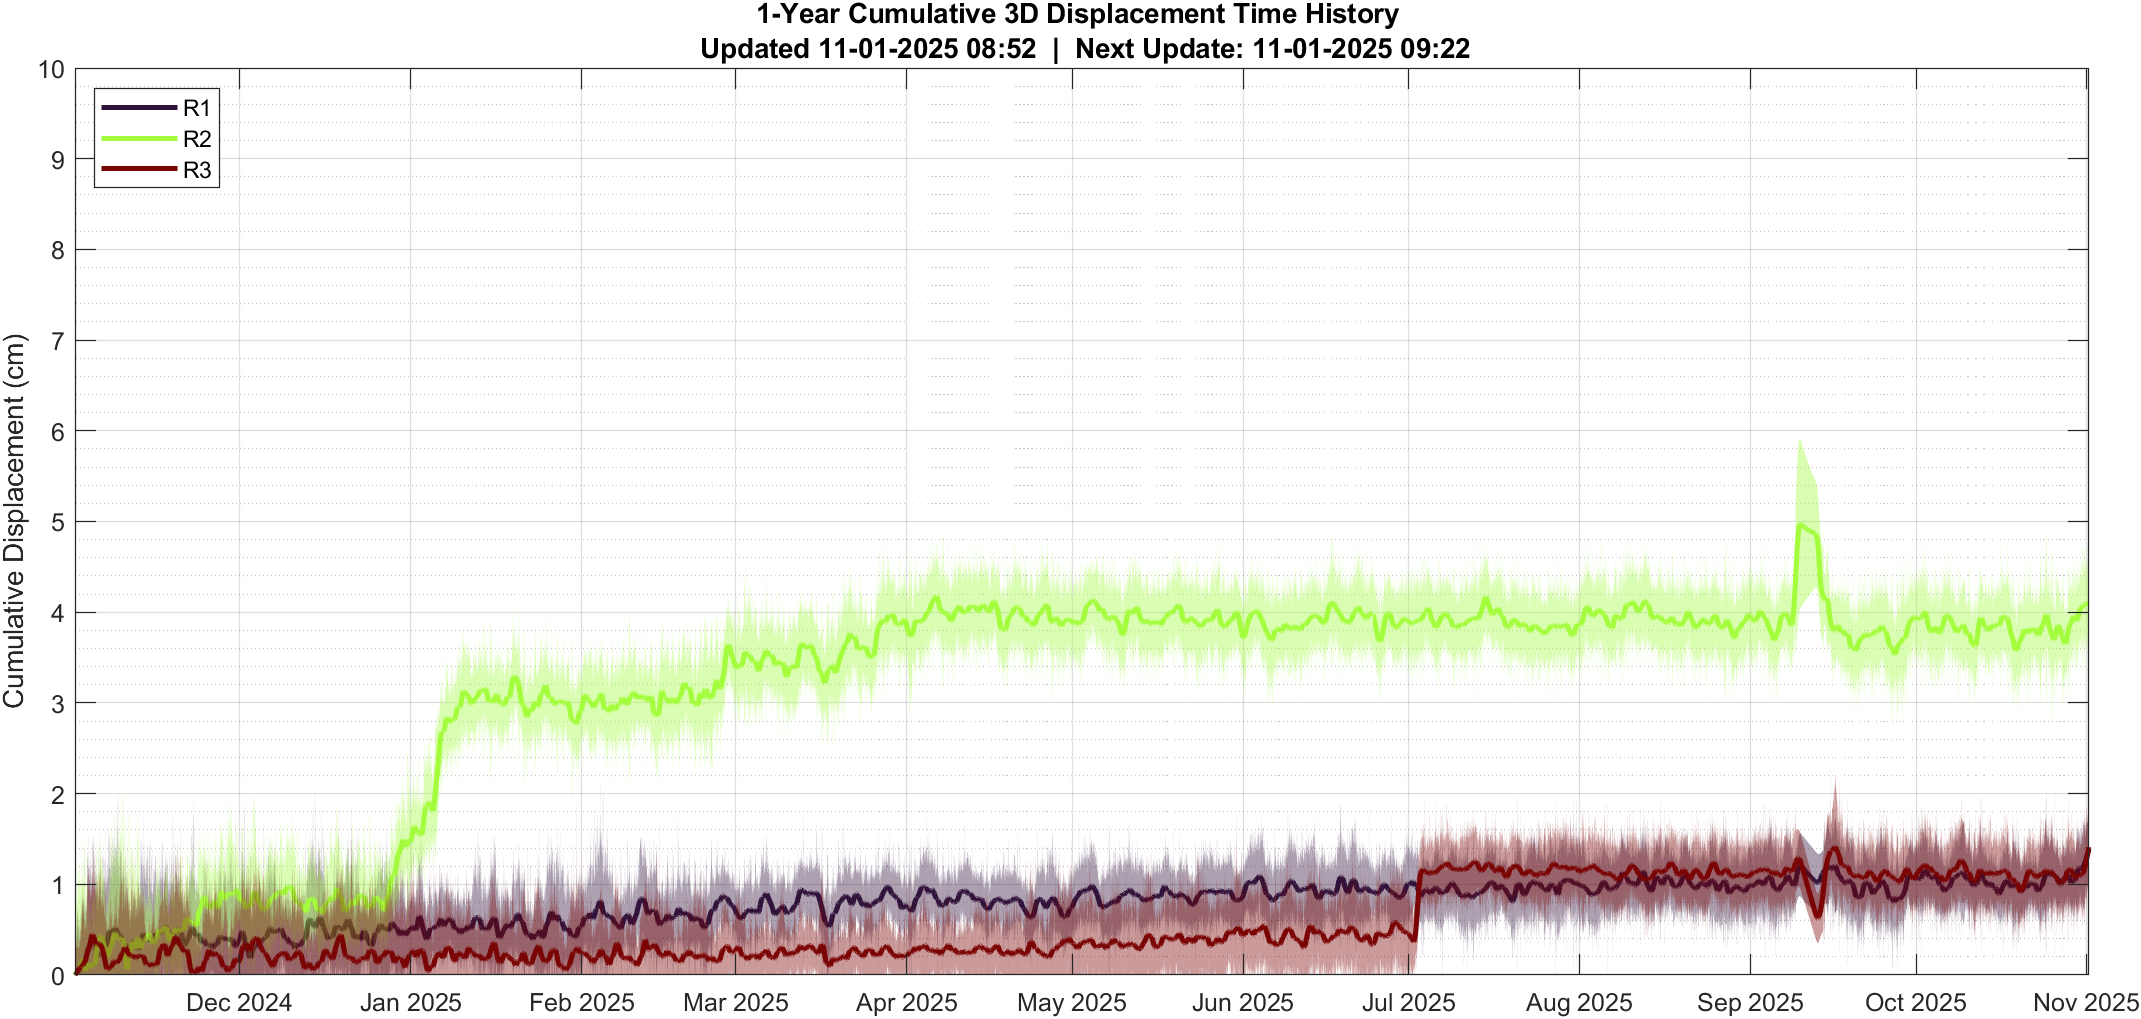 1-Year Cumulative 3D Displacement Time History
Updated 11-01-2025 08:52 | Next Update: 11-01-2025 09:22
R1
R2
R3
Cumulative Displacement (cm)
10
9
8
7
6
5
4
3
2
1
0
Dec 2024 Jan 2025 Feb 2025 Mar 2025 Apr 2025 May 2025 Jun 2025 Jul 2025 Aug 2025 Sep 2025 Oct 2025 Nov 2025